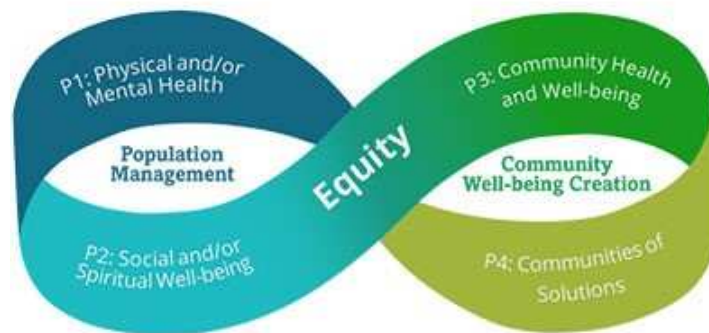 P1: Physical and/or
Mental Health
Population
Management
P2: Social and/or
Spiritual Well-being
Equity
P3: Community Health
and Well-being
Community
Well-being Creation
P4: Communities of
Solutions